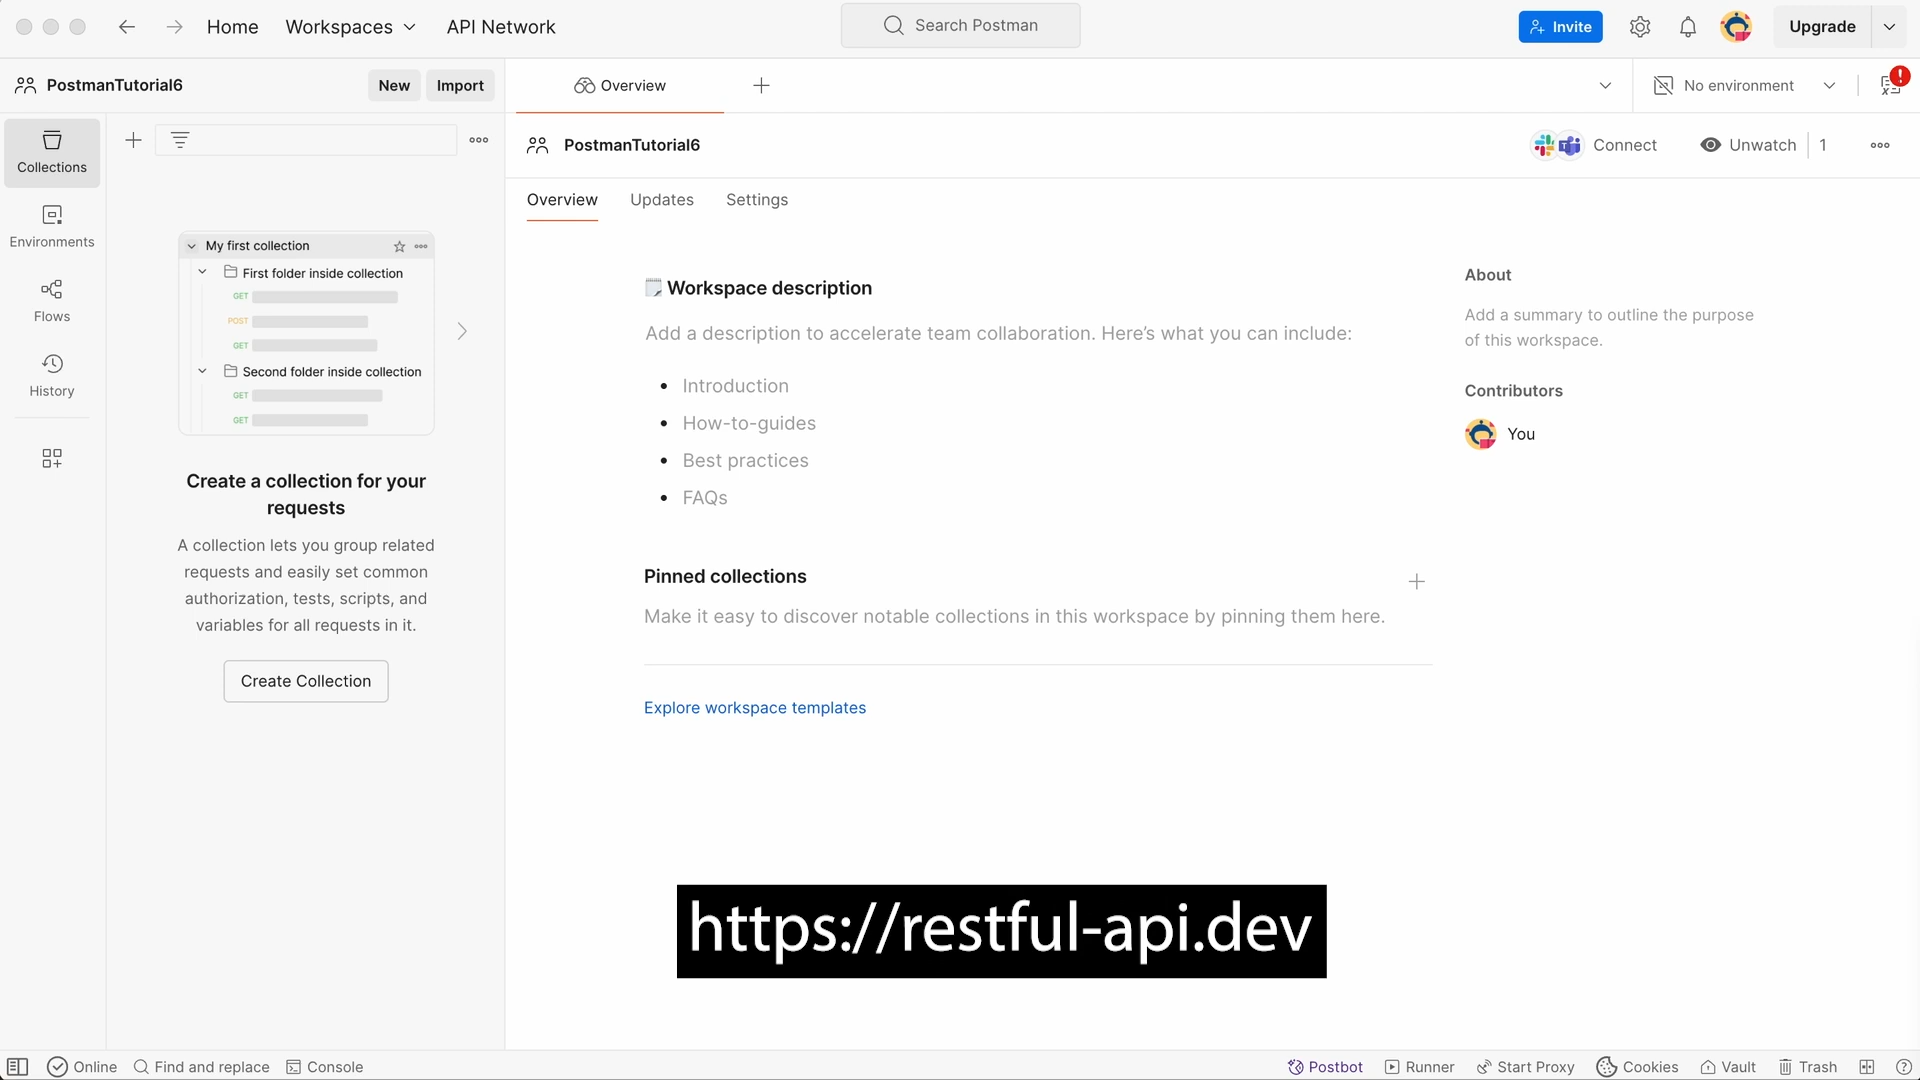 Home Workspaces API Network Search Postman Invite Upgrade
PostmanTutorial6 New Import Overview No environment
PostmanTutorial6 Connect Unwatch 1
Collections
Environments
Flows
History
Overview Updates Settings
My first collection
First folder inside collection
GET
POST
GET
Second folder inside collection
GET
GET
Create a collection for your
requests
A collection lets you group related
requests and easily set common
authorization, tests, scripts, and
variables for all requests in it.
Create Collection
Workspace description
Add a description to accelerate team collaboration. Here’s what you can include:
• Introduction
• How-to-guides
• Best practices
• FAQs
Pinned collections
Make it easy to discover notable collections in this workspace by pinning them here.
Explore workspace templates
About
Add a summary to outline the purpose
of this workspace.
Contributors
You
https://restful-api.dev
Online Find and replace Console Postbot Runner Start Proxy Cookies Vault Trash